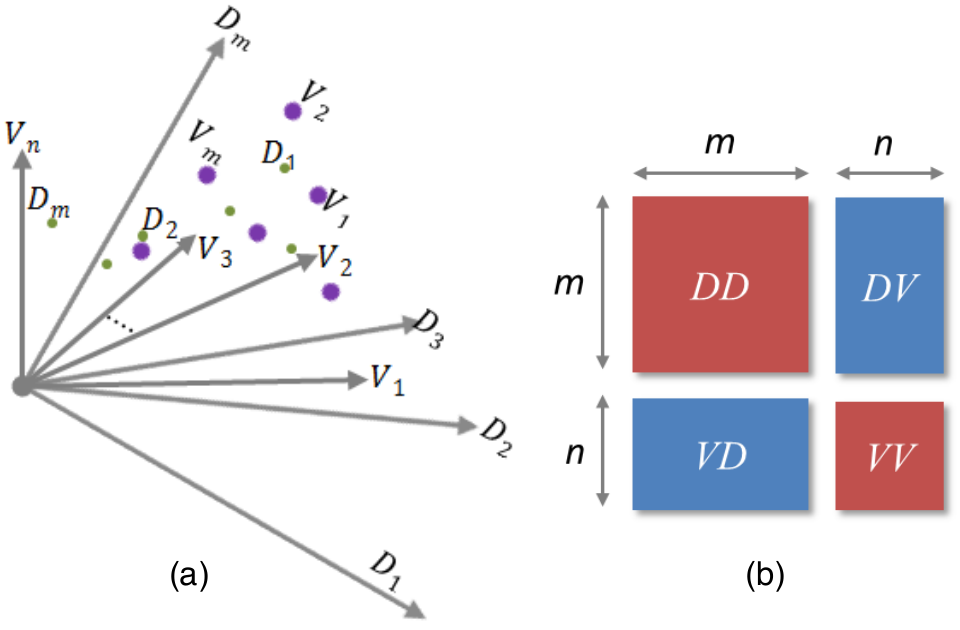 D_m
V_2
V_n
V_m
D_1
D_m
V_1
D_2
V_3
V_2
D_3
V_1
D_2
D_1
(a)
m
n
m
DD
DV
n
VD
VV
(b)